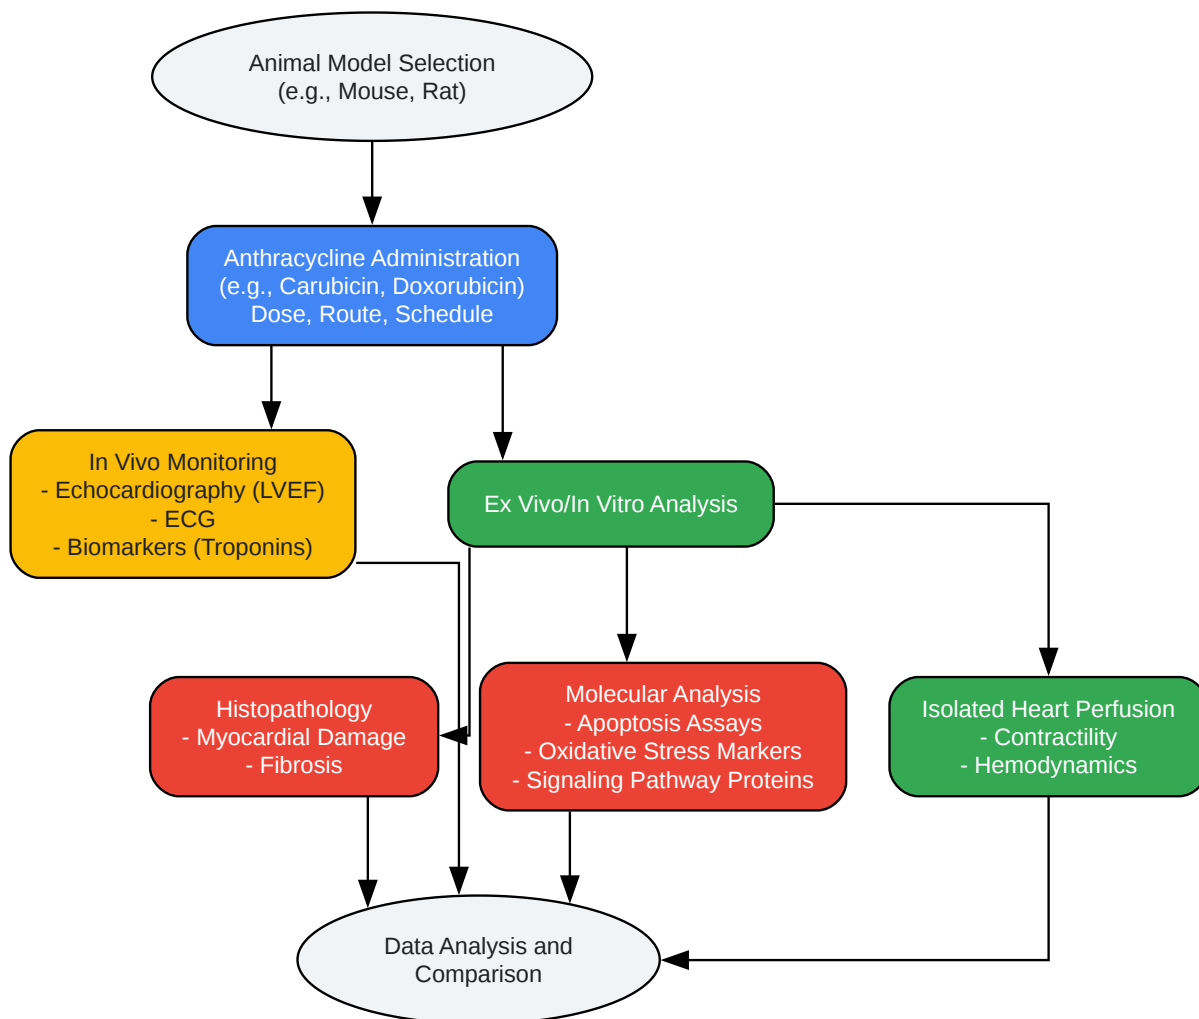 Animal Model Selection
(e.g., Mouse, Rat)
Anthracycline Administration
(e.g., Carubicin, Doxorubicin)
Dose, Route, Schedule
In Vivo Monitoring
- Echocardiography (LVEF)
- ECG
- Biomarkers (Troponins)
Ex Vivo/In Vitro Analysis
Histopathology
- Myocardial Damage
- Fibrosis
Molecular Analysis
- Apoptosis Assays
- Oxidative Stress Markers
- Signaling Pathway Proteins
Isolated Heart Perfusion
- Contractility
- Hemodynamics
Data Analysis and
Comparison